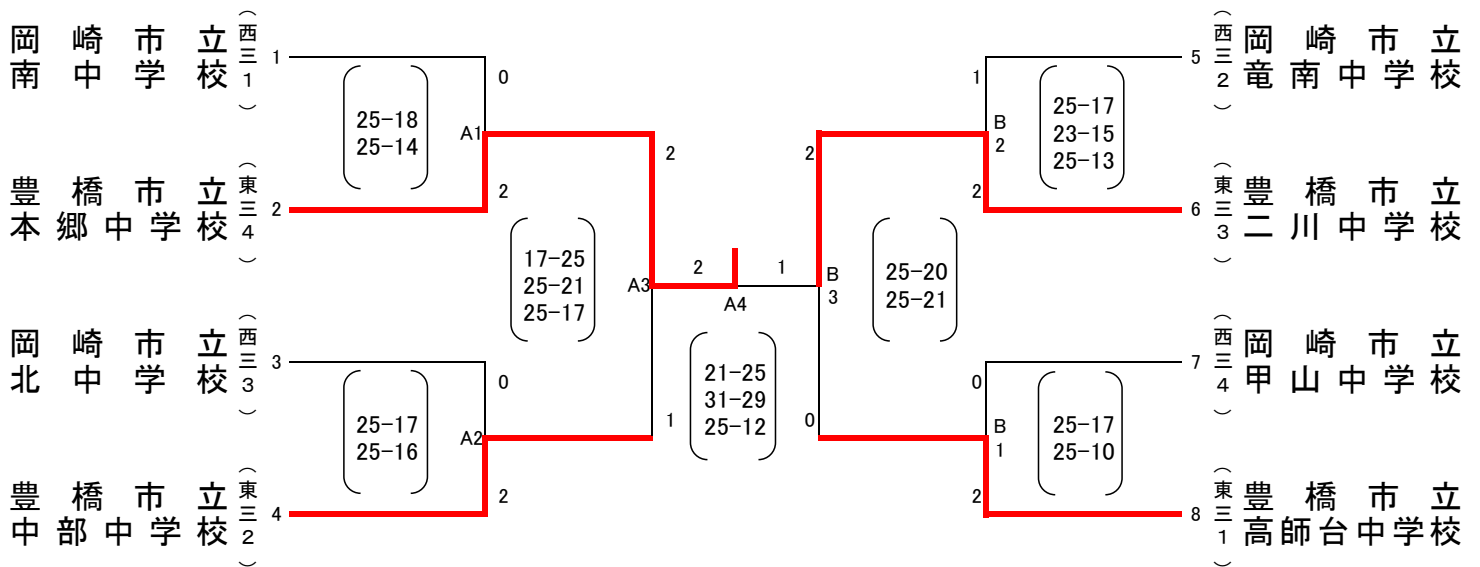 岡崎市立
南中学校
（西三1）
1
0
25-18
25-14
A1
2
豊橋市立
本郷中学校
（東三4）
2
2
17-25
25-21
25-17
A3
2
岡崎市立
北中学校
（西三3）
3
0
25-17
25-16
A2
1
豊橋市立
中部中学校
（東三2）
4
2
A4
1
21-25
31-29
25-12
5
（西三2）
岡崎市立
竜南中学校
1
25-17
23-15
25-13
B
2
2
6
（東三3）
豊橋市立
二川中学校
2
25-20
25-21
B
3
7
（西三4）
岡崎市立
甲山中学校
0
25-17
25-10
B
1
0
8
（東三1）
豊橋市立
高師台中学校
2